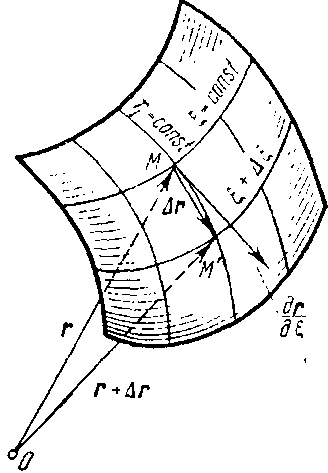 η = const
ξ = const
M
Δr
ξ + Δξ
M'
∂r
∂ξ
r
r + Δr
O